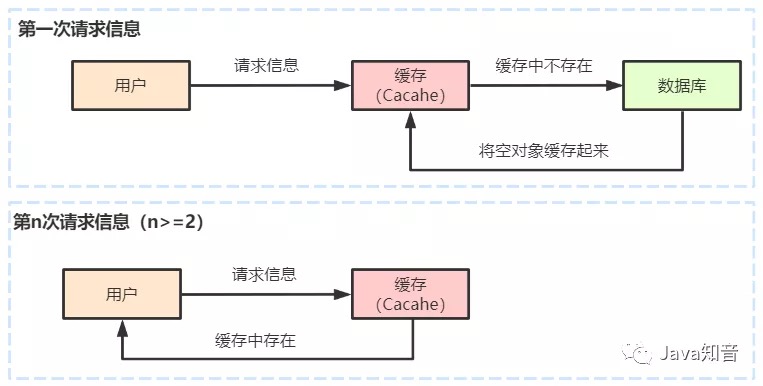 第一次请求信息
用户
请求信息
缓存
（Cacahe）
缓存中不存在
数据库
将空对象缓存起来
第n次请求信息（n>=2）
用户
请求信息
缓存
（Cacahe）
缓存中存在
Java知音